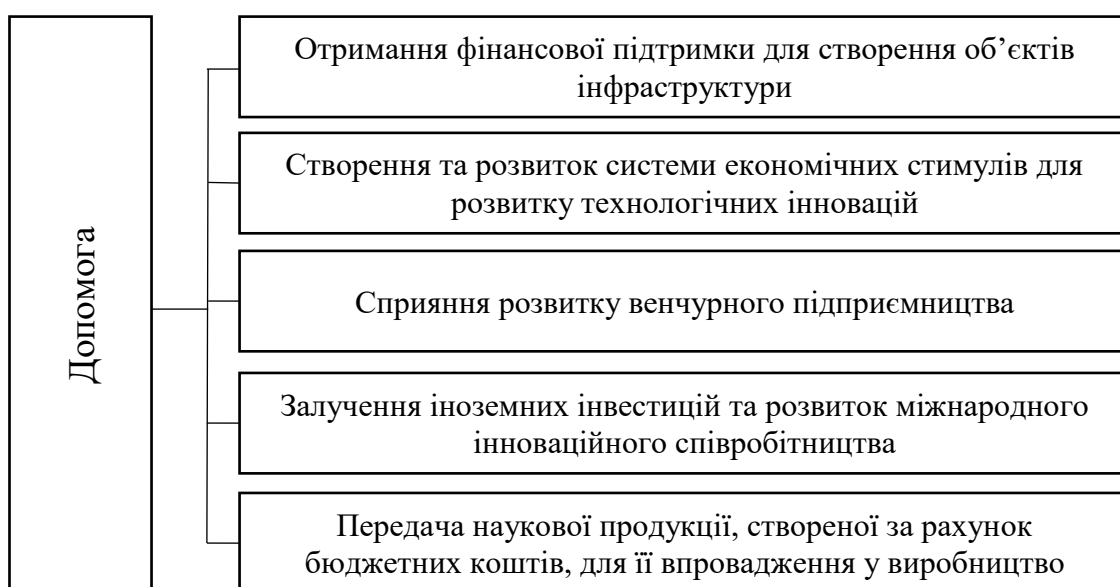 Допомога
Отримання фінансової підтримки для створення об’єктів
інфраструктури
Створення та розвиток системи економічних стимулів для
розвитку технологічних інновацій
Сприяння розвитку венчурного підприємництва
Залучення іноземних інвестицій та розвиток міжнародного
інноваційного співробітництва
Передача наукової продукції, створеної за рахунок
бюджетних коштів, для її впровадження у виробництво